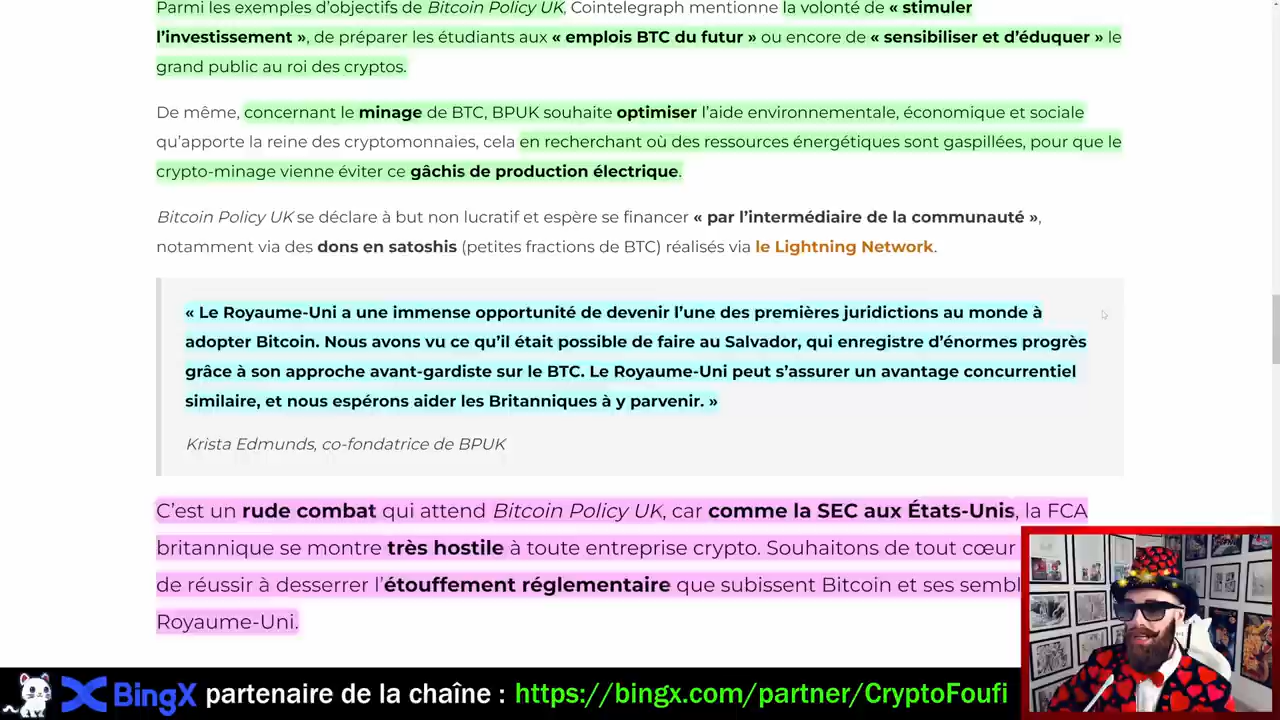 Parmi les exemples d’objectifs de Bitcoin Policy UK, Cointelegraph mentionne la volonté de « stimuler
l’investissement », de préparer les étudiants aux « emplois BTC du futur » ou encore de « sensibiliser et d’éduquer » le
grand public au roi des cryptos.
De même, concernant le minage de BTC, BPUK souhaite optimiser l’aide environnementale, économique et sociale
qu’apporte la reine des cryptomonnaies, cela en recherchant où des ressources énergétiques sont gaspillées, pour que le
crypto-minage vienne éviter ce gâchis de production électrique.
Bitcoin Policy UK se déclare à but non lucratif et espère se financer « par l’intermédiaire de la communauté »,
notamment via des dons en satoshis (petites fractions de BTC) réalisés via le Lightning Network.
« Le Royaume-Uni a une immense opportunité de devenir l’une des premières juridictions au monde à
adopter Bitcoin. Nous avons vu ce qu’il était possible de faire au Salvador, qui enregistre d’énormes progrès
grâce à son approche avant-gardiste sur le BTC. Le Royaume-Uni peut s’assurer un avantage concurrentiel
similaire, et nous espérons aider les Britanniques à y parvenir. »
Krista Edmunds, co-fondatrice de BPUK
C’est un rude combat qui attend Bitcoin Policy UK, car comme la SEC aux États-Unis, la FCA
britannique se montre très hostile à toute entreprise crypto. Souhaitons de tout cœur
de réussir à desserrer l’étouffement réglementaire que subissent Bitcoin et ses sembl
Royaume-Uni.
BingX partenaire de la chaîne : https://bingx.com/partner/CryptoFoufi